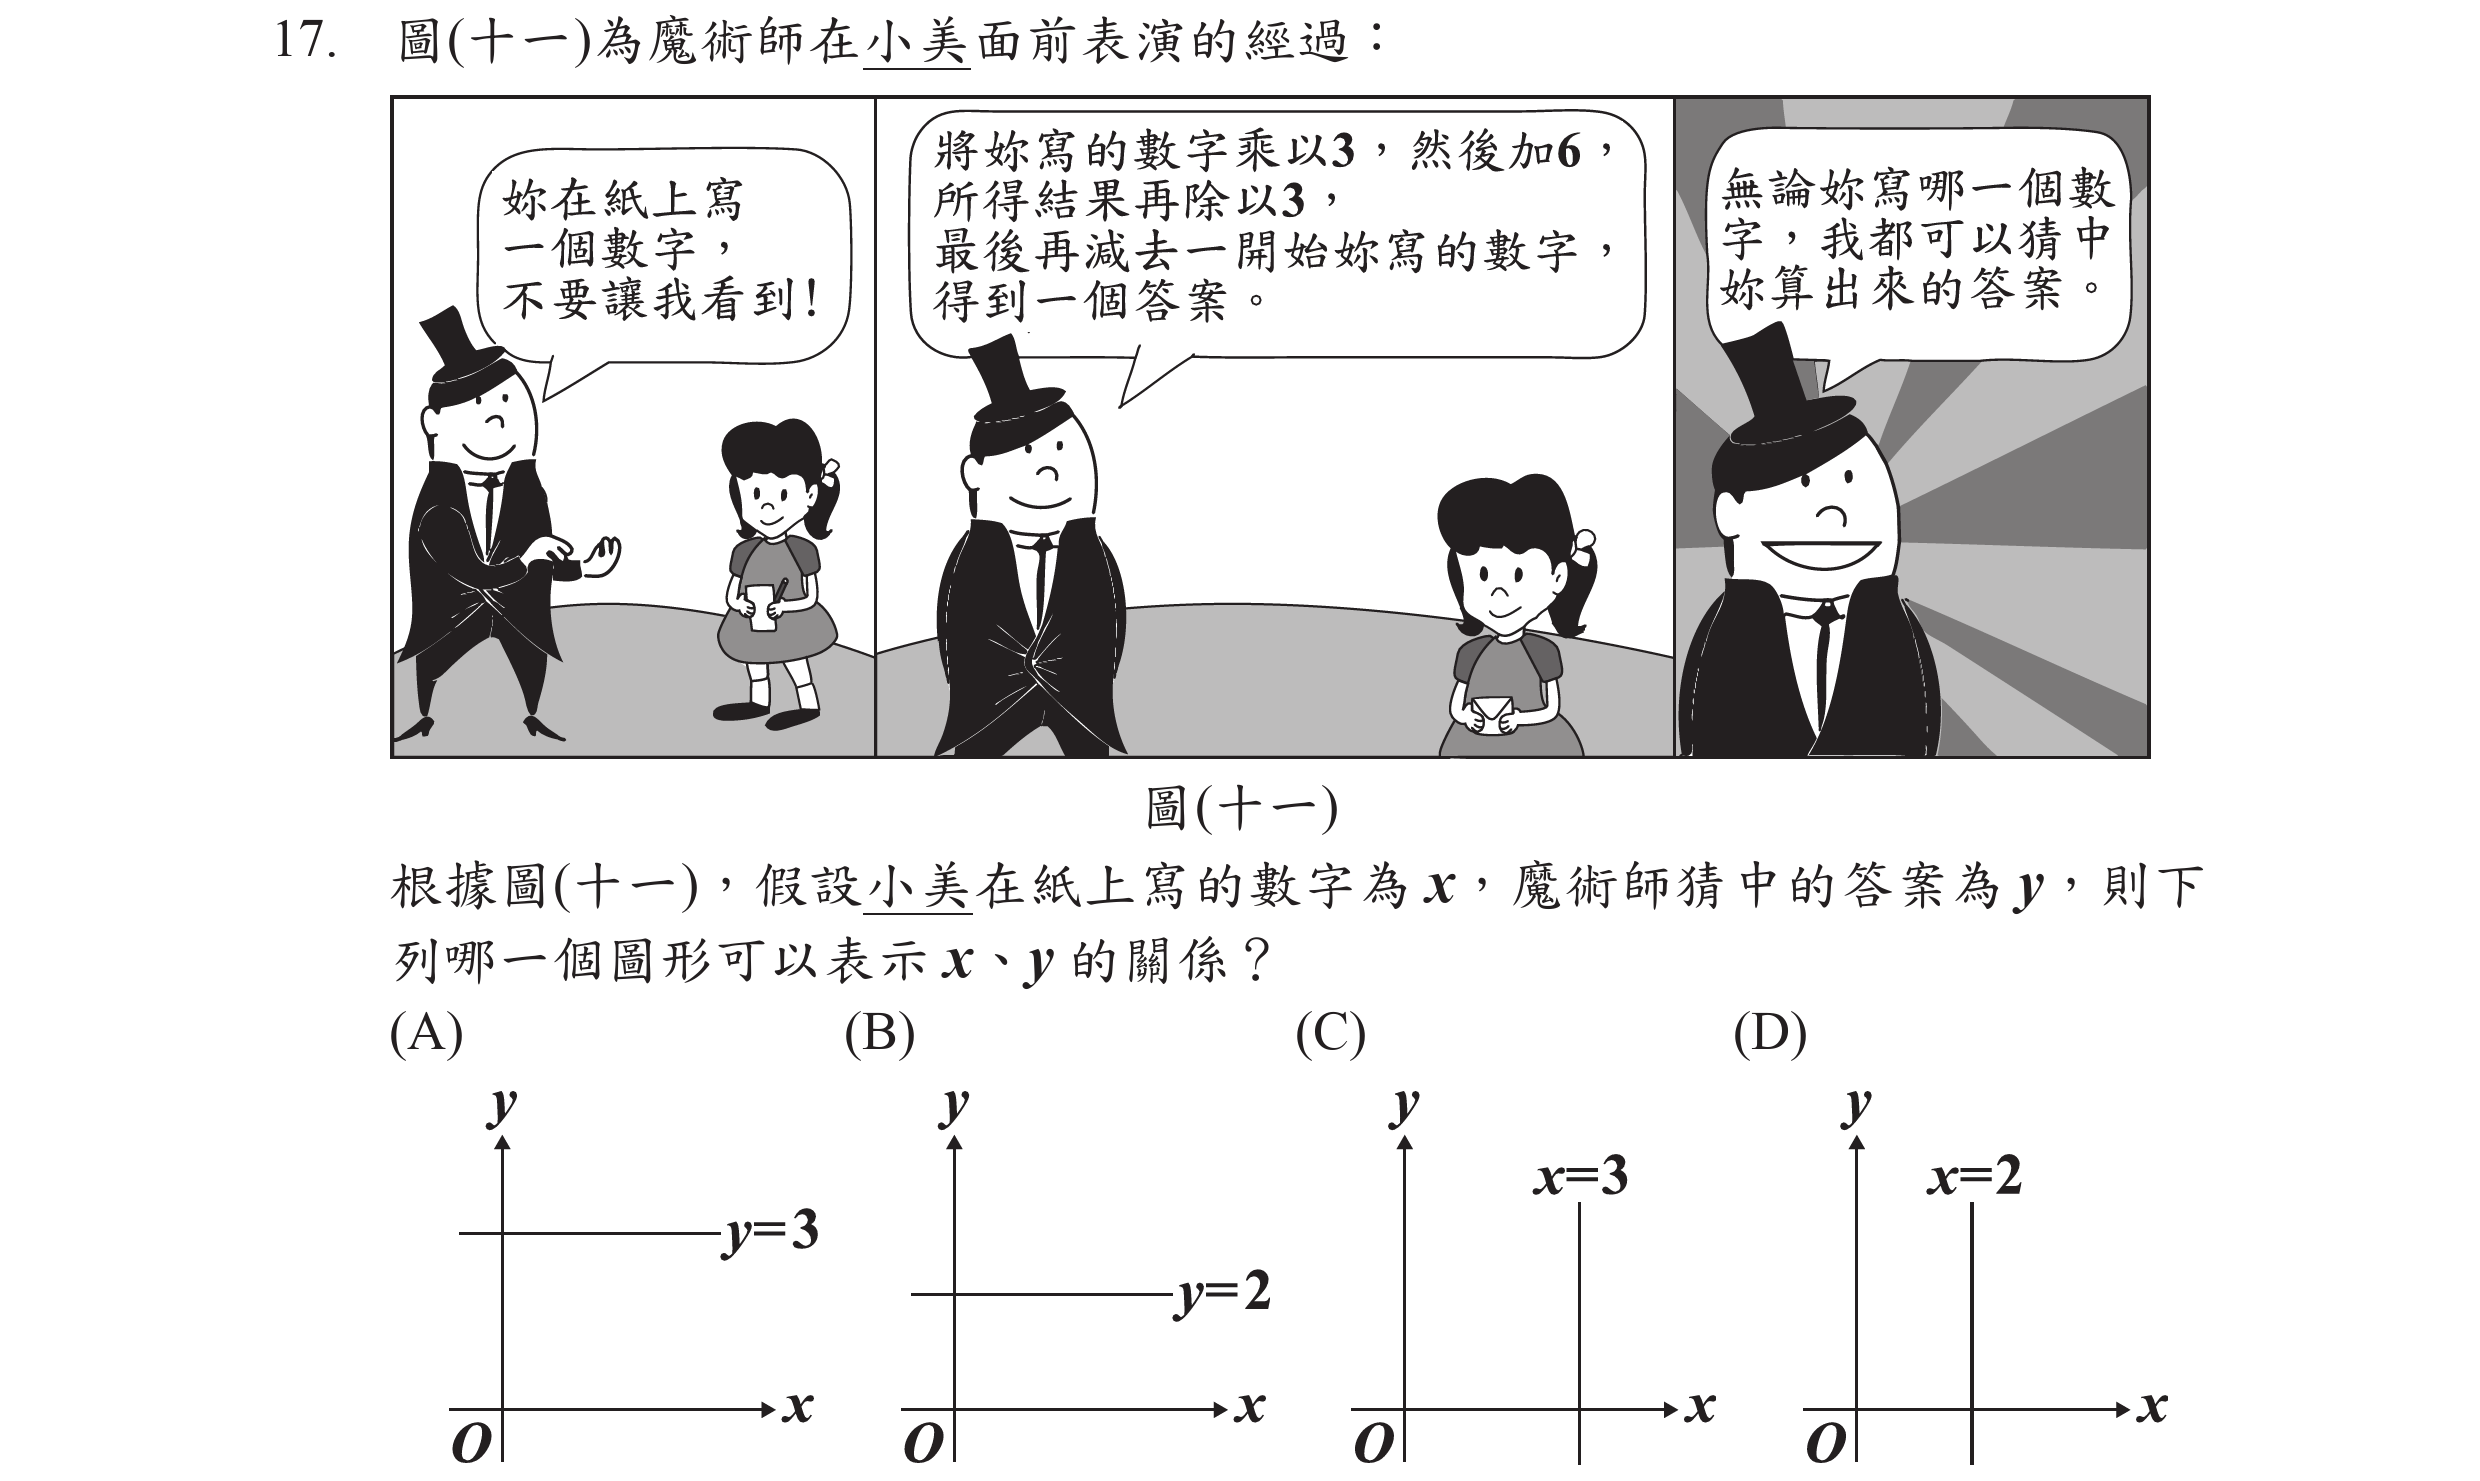 17. 圖(十一)為魔術師在小美面前表演的經過：
妳在紙上寫
一個數字，
不要讓我看到！
將妳寫的數字乘以3，然後加6，
所得結果再除以3，
最後再減去一開始妳寫的數字，
得到一個答案。
無論妳寫哪一個數
字，我都可以猜中
妳算出來的答案。
圖(十一)
根據圖(十一)，假設小美在紙上寫的數字為 x，魔術師猜中的答案為 y，則下
列哪一個圖形可以表示 x、y 的關係？
(A) (B) (C) (D)
y
y=3
x
O
y
y=2
x
O
y
x=3
x
O
y
x=2
x
O